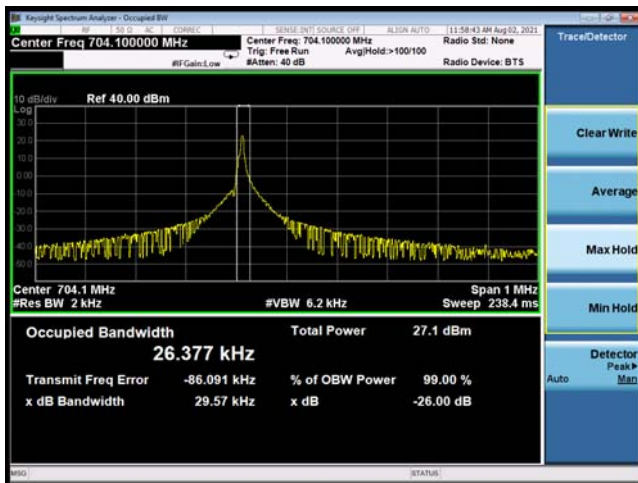 Keysight Spectrum Analyzer - Occupied BW
RF 50 Ω AC CORREC SENSE:INT SOURCE OFF ALIGN AUTO 11:58:43 AM Aug 02, 2021
Center Freq 704.100000 MHz
Center Freq: 704.100000 MHz
Radio Std: None
Trig: Free Run Avg|Hold:>100/100
#IFGain:Low #Atten: 40 dB Radio Device: BTS
Trace/Detector
10 dB/div Ref 40.00 dBm
Log
30.0
20.0
10.0
0.00
-10.0
-20.0
-30.0
-40.0
-50.0
Center 704.1 MHz Span 1 MHz
#Res BW 2 kHz #VBW 6.2 kHz Sweep 238.4 ms
Occupied Bandwidth Total Power 27.1 dBm
26.377 kHz
Transmit Freq Error -86.091 kHz % of OBW Power 99.00 %
x dB Bandwidth 29.57 kHz x dB -26.00 dB
Clear Write
Average
Max Hold
Min Hold
Detector
Peak▶
Auto Man
MSG STATUS